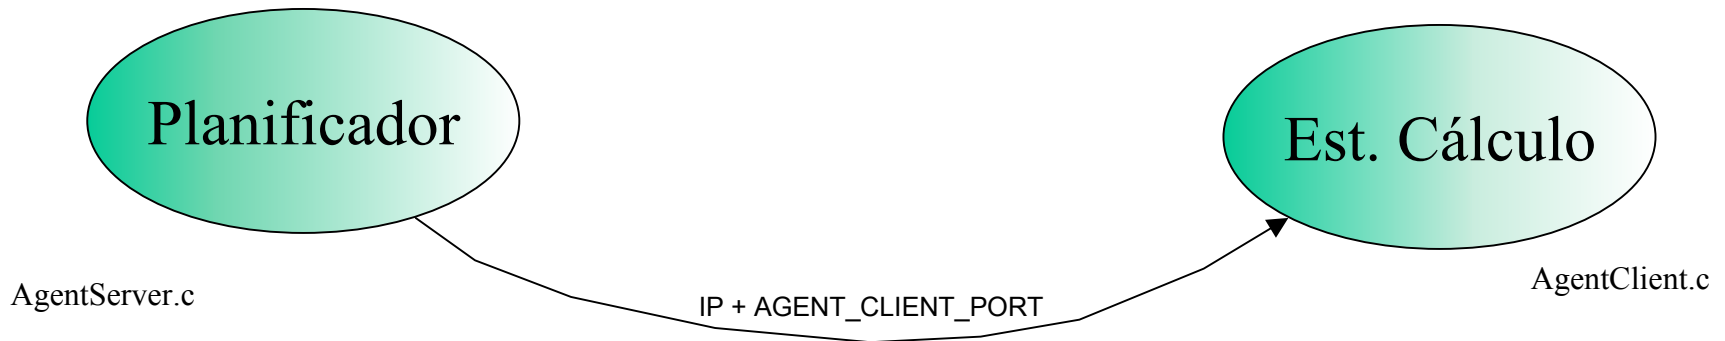 Planificador
Est. Cálculo
AgentServer.c
IP + AGENT_CLIENT_PORT
AgentClient.c